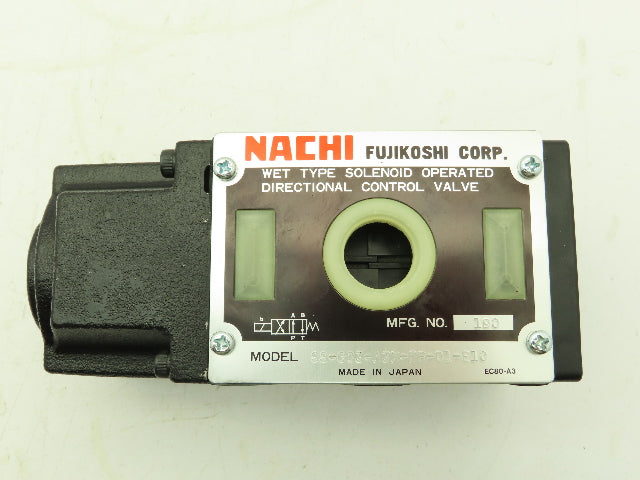 NACHI FUJIKOSHI CORP.
WET TYPE SOLENOID OPERATED
DIRECTIONAL CONTROL VALVE
A B
P T
MFG. NO.
MODEL
MADE IN JAPAN
EC80-A3